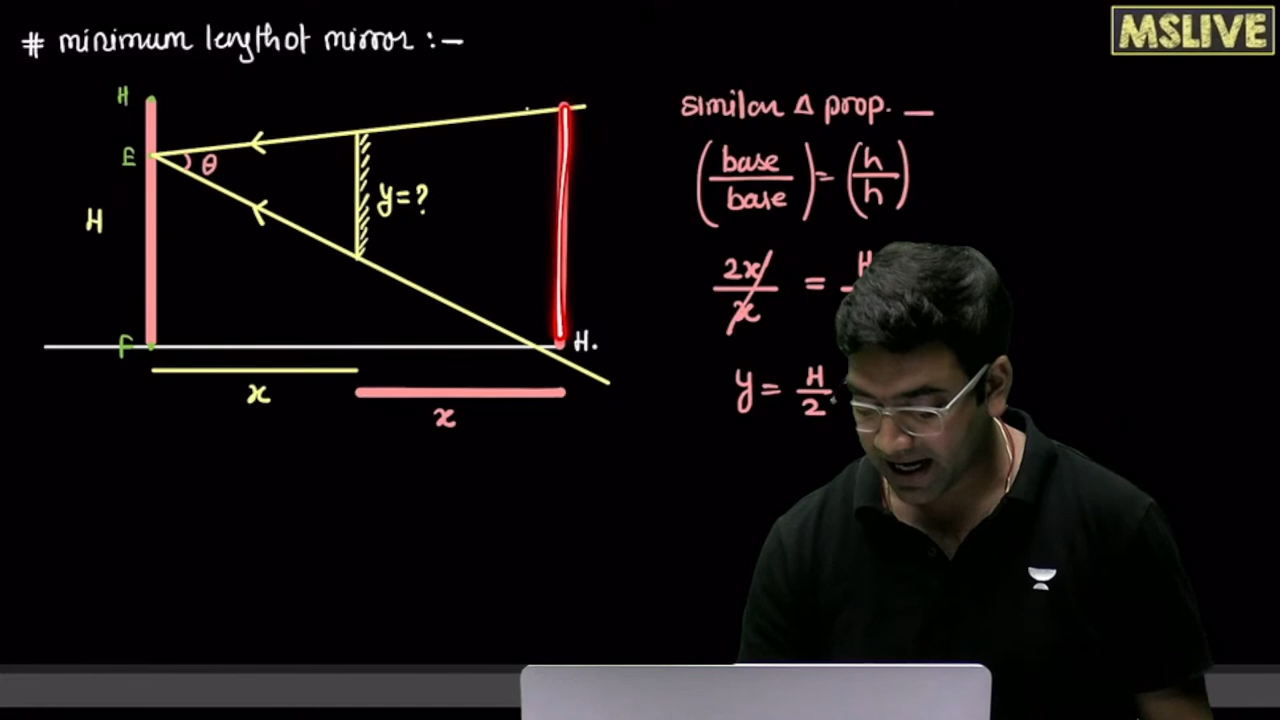 # minimum length of mirror :-
MSLIVE
H
E
θ
H
y=?
F
H.
x
x
similar Δ prop. —
(base/base) = (h/h)
2x/x = H
y = H/2